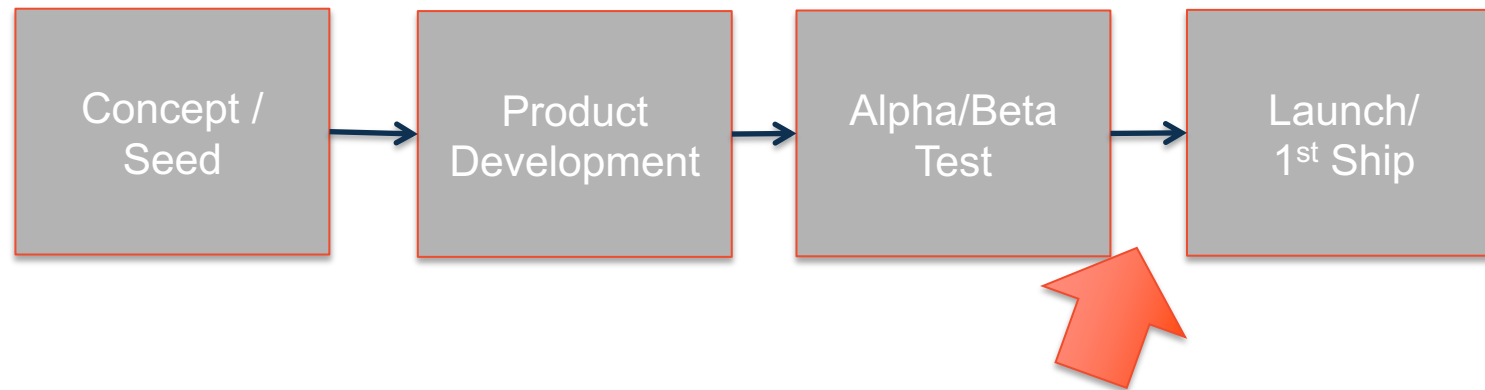 Concept /
Seed
Product
Development
Alpha/Beta
Test
Launch/
1st Ship